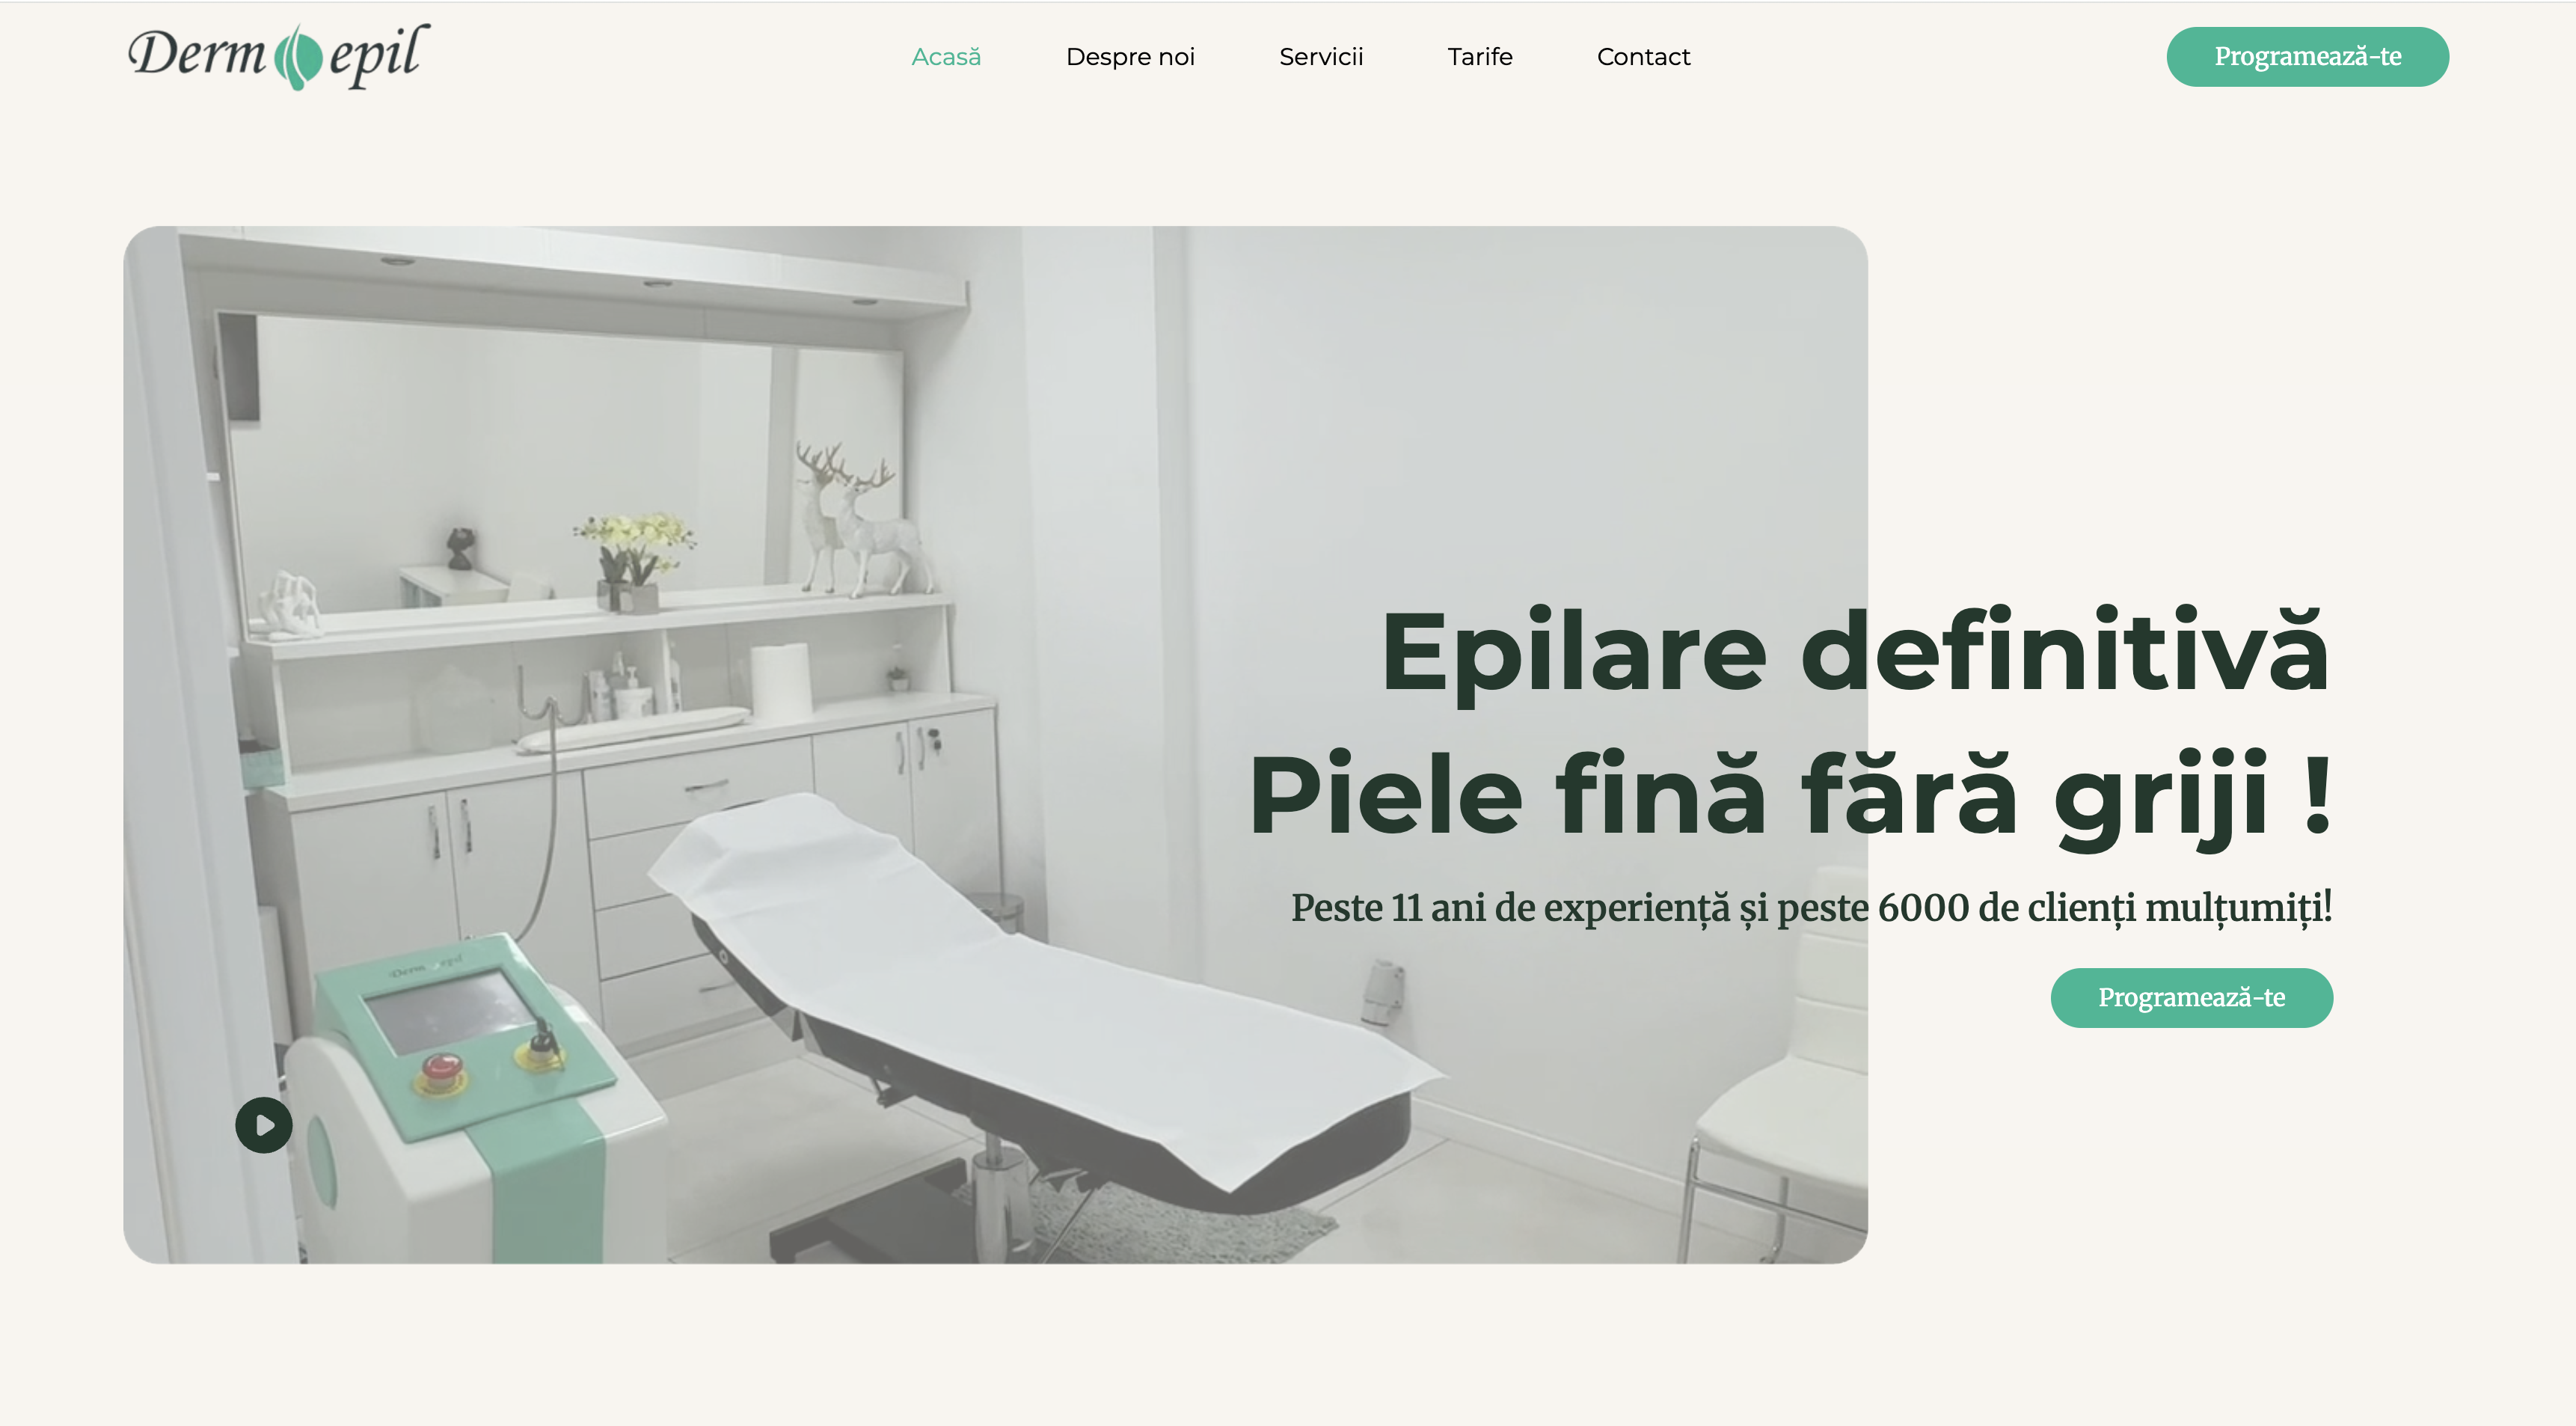 Derm epil
Acasă
Despre noi
Servicii
Tarife
Contact
Programează-te
Epilare definitivă
Piele fină fără griji !
Peste 11 ani de experiență și peste 6000 de clienți mulțumiți!
Programează-te
Derm epil